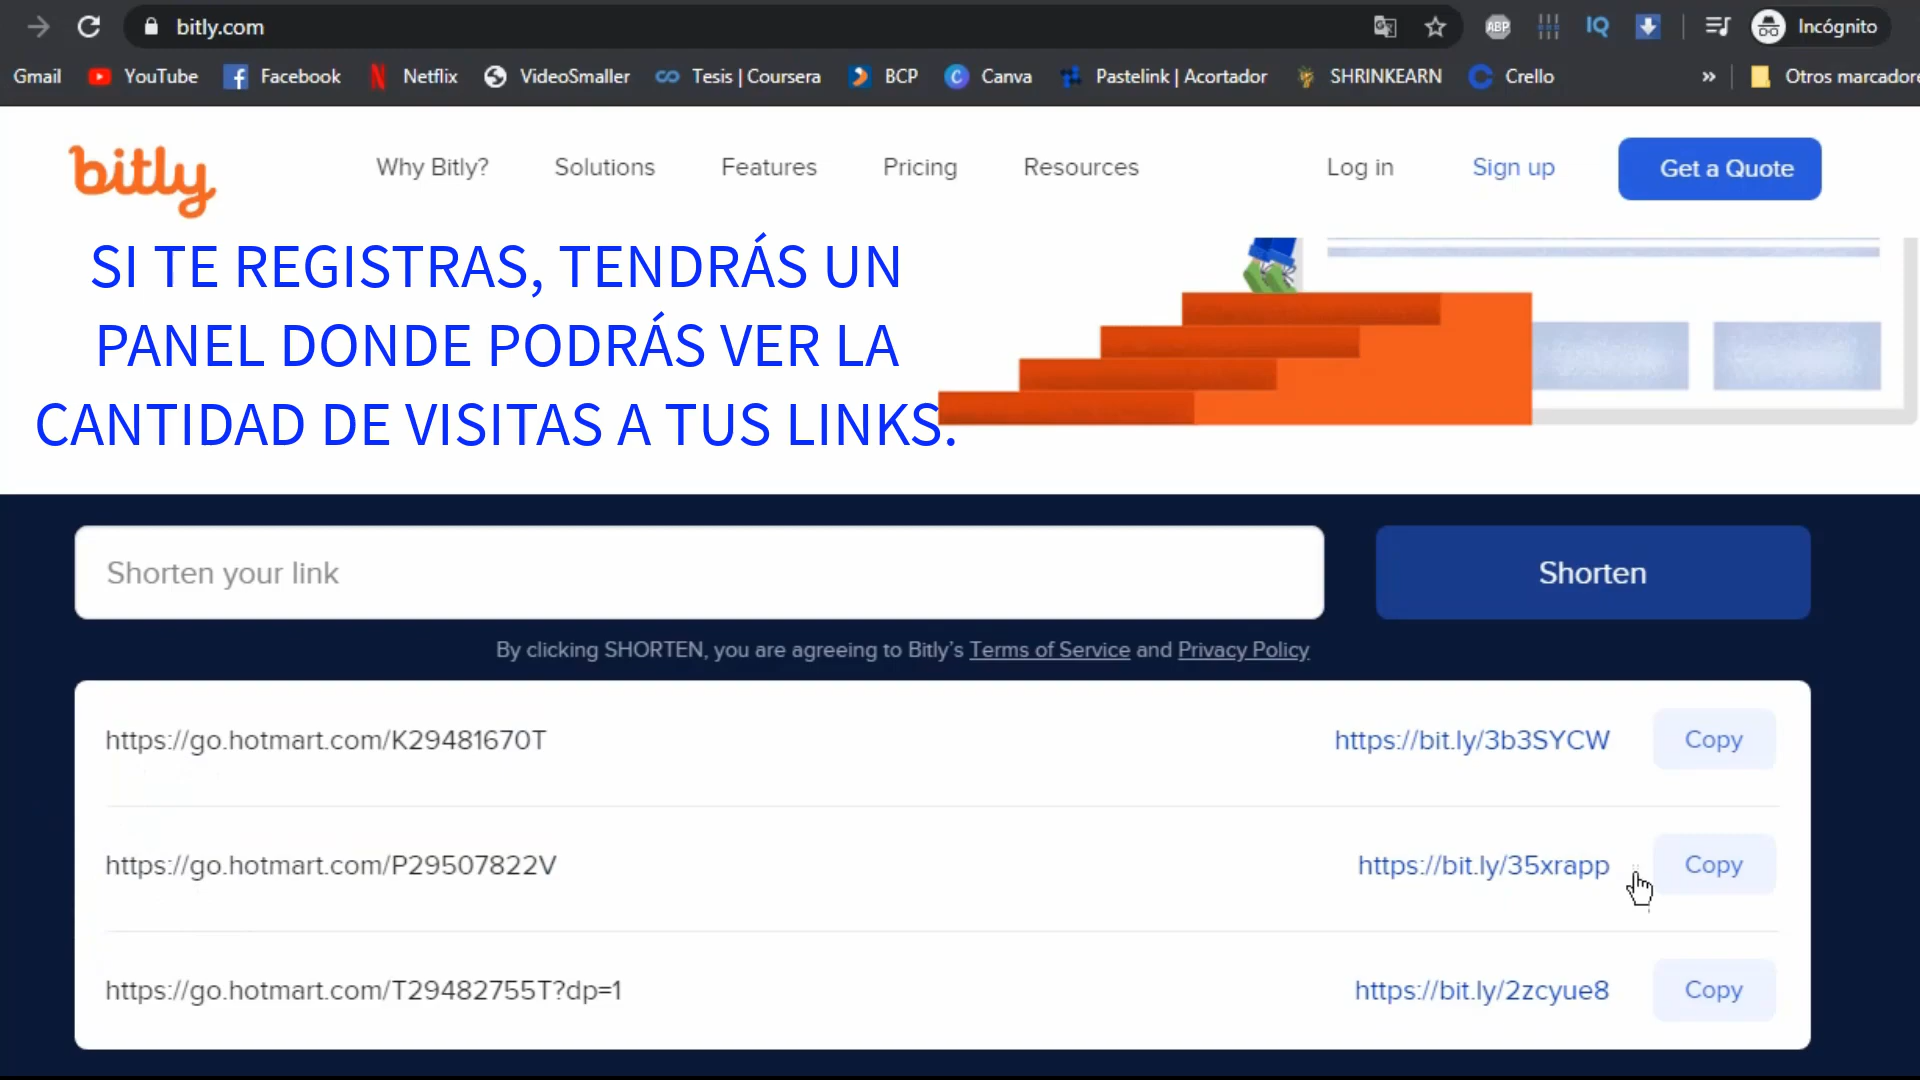 bitly.com
ABP
IQ
Incógnito
Gmail YouTube Facebook Netflix VideoSmaller Tesis | Coursera BCP Canva Pastelink | Acortador SHRINKEARN Crello » Otros marcadore
bitly
Why Bitly? Solutions Features Pricing Resources Log in Sign up Get a Quote
SI TE REGISTRAS, TENDRÁS UN
PANEL DONDE PODRÁS VER LA
CANTIDAD DE VISITAS A TUS LINKS.
Shorten your link
Shorten
By clicking SHORTEN, you are agreeing to Bitly’s Terms of Service and Privacy Policy
https://go.hotmart.com/K29481670T https://bit.ly/3b3SYCW Copy
https://go.hotmart.com/P29507822V https://bit.ly/35xrapp Copy
https://go.hotmart.com/T29482755T?dp=1 https://bit.ly/2zcyue8 Copy